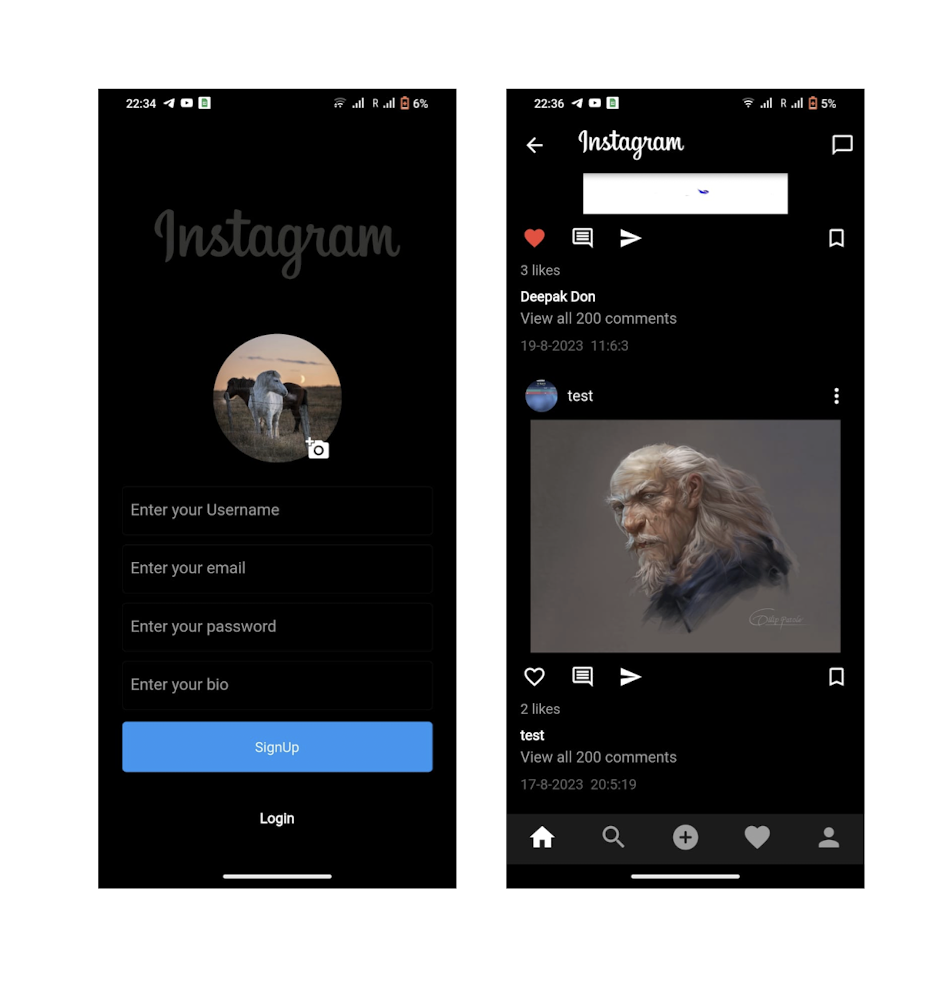 22:34
R
6%
Instagram
Enter your Username
Enter your email
Enter your password
Enter your bio
SignUp
Login
22:36
R
5%
Instagram
3 likes
Deepak Don
View all 200 comments
19-8-2023 11:6:3
test
2 likes
test
View all 200 comments
17-8-2023 20:5:19